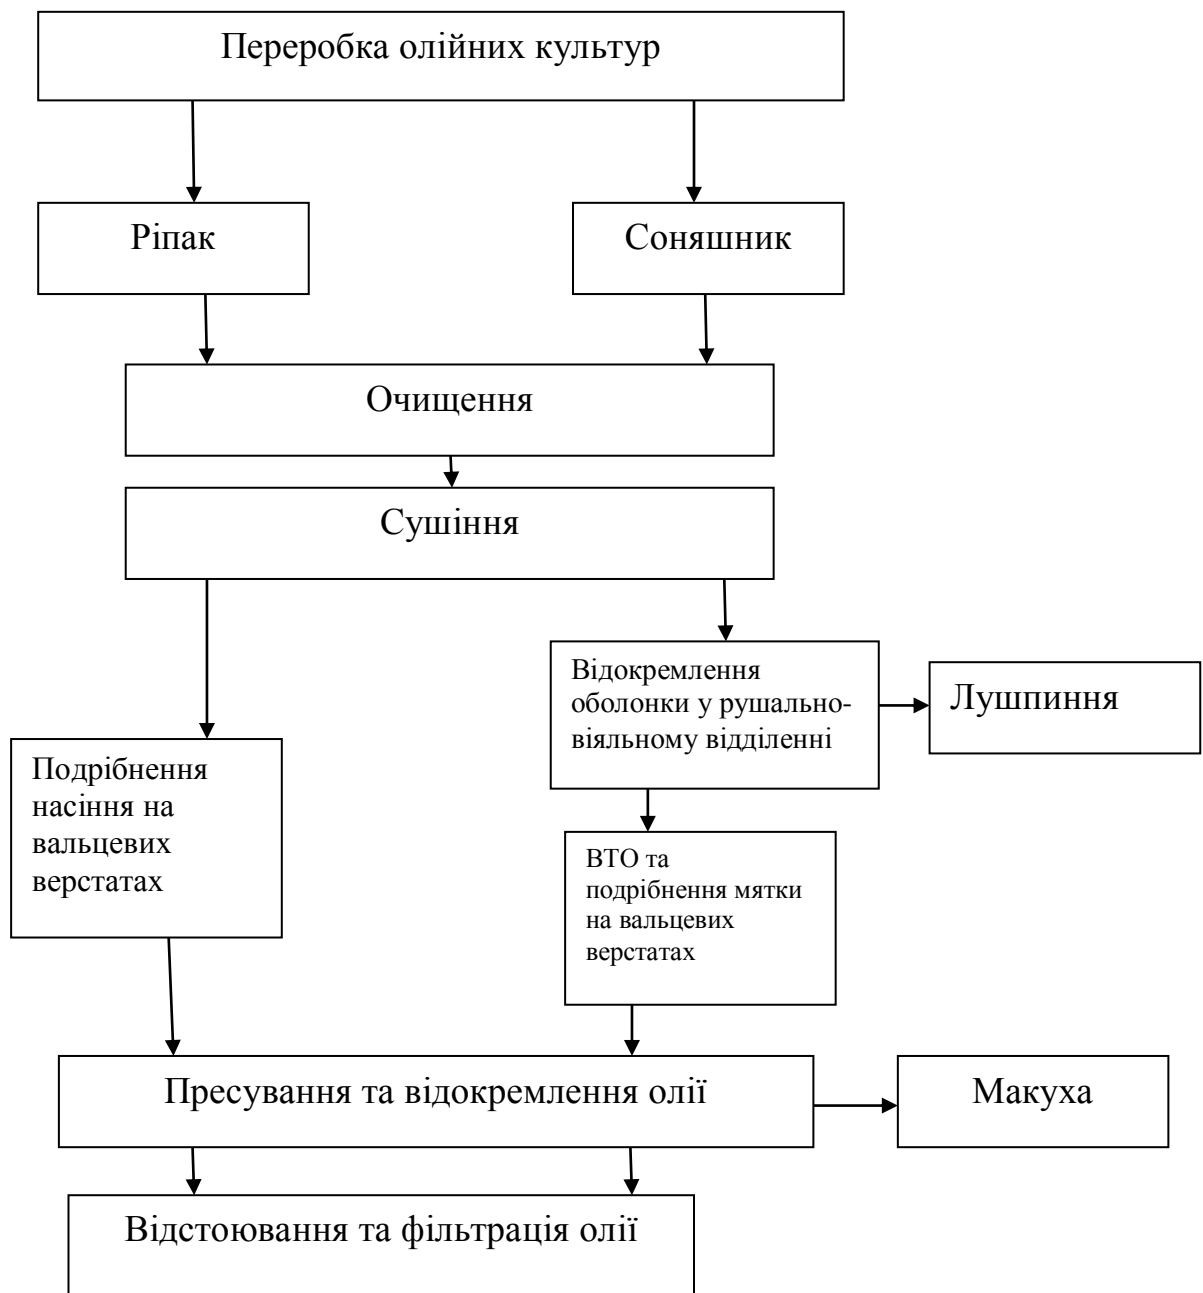 Переробка олійних культур
Ріпак
Соняшник
Очищення
Сушіння
Відокремлення
оболонки у рушально-
віяльному відділенні
Лушпиння
Подрібнення
насіння на
вальцевих
верстатах
ВТО та
подрібнення мятки
на вальцевих
верстатах
Пресування та відокремлення олії
Макуха
Відстоювання та фільтрація олії